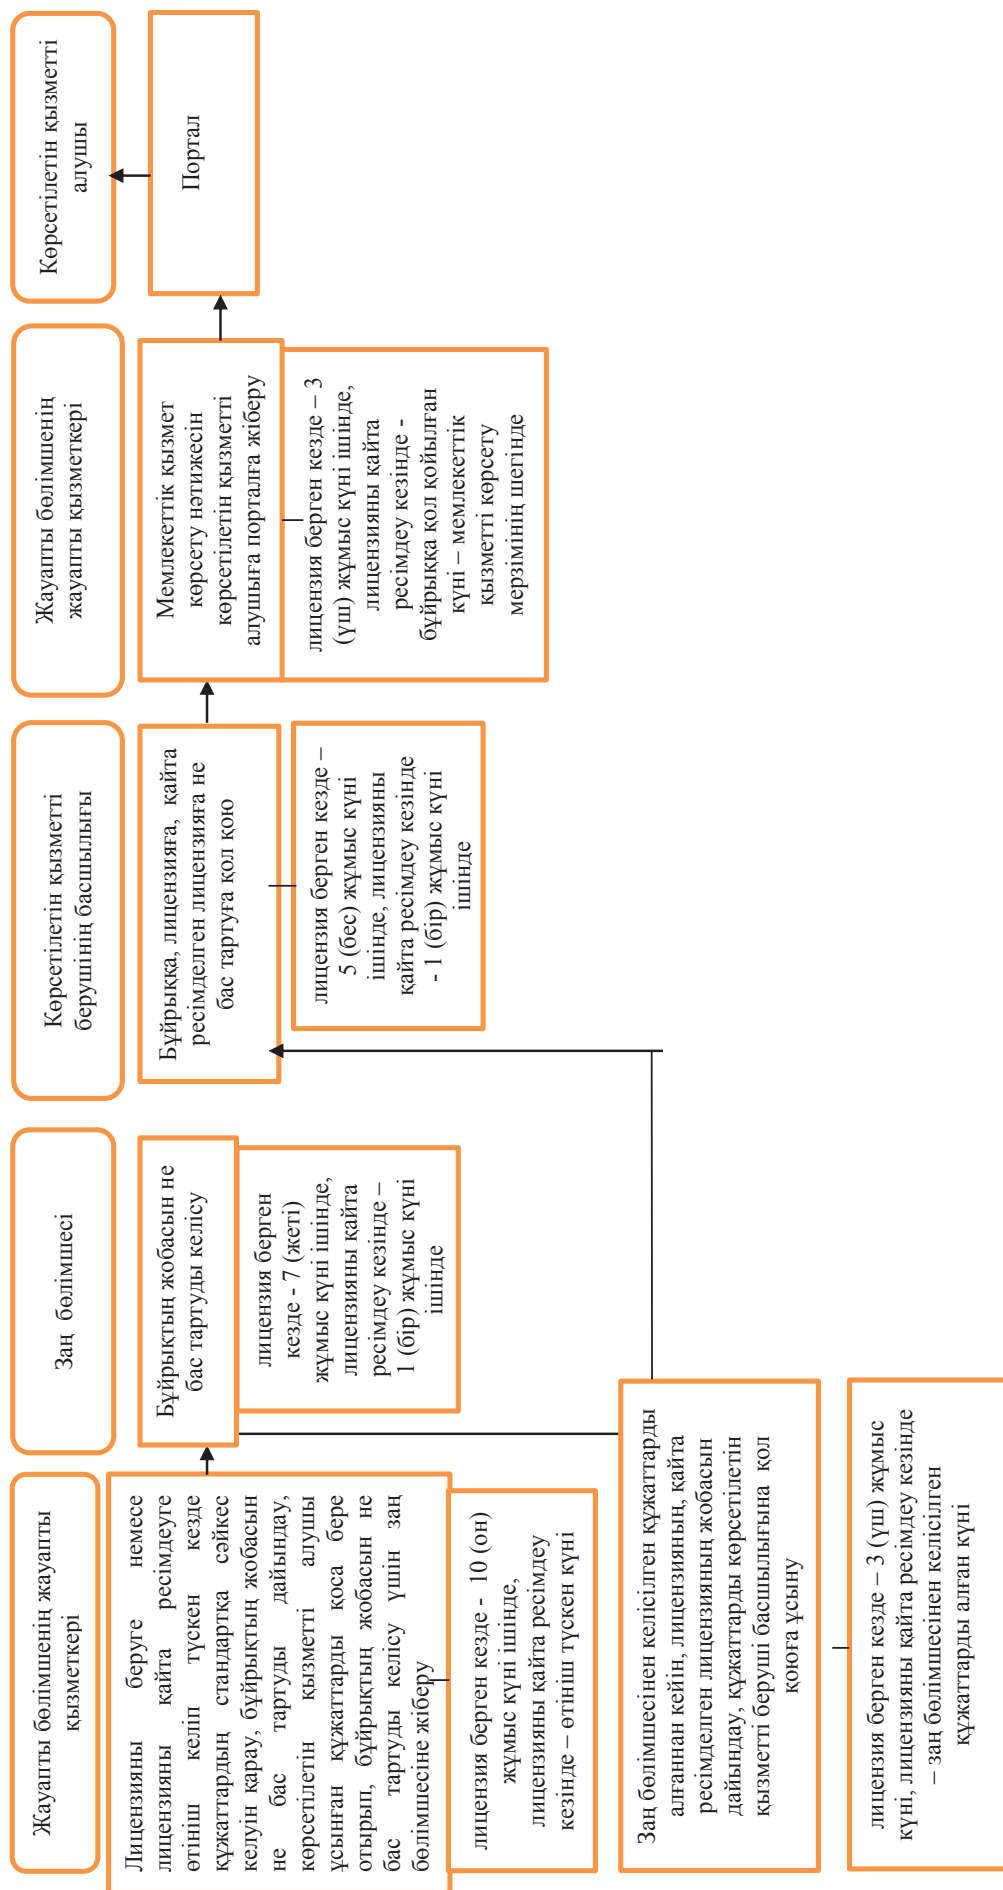 Жауапты бөлімшенің жауапты
қызметкері
Лицензияны беруге немесе
лицензияны қайта ресімдеуге
өтініш келіп түскен кезде
құжаттардың стандартқа сәйкес
келуін қарау, бұйрықтың жобасын
не бас тартуды дайындау,
көрсетілетін қызметті алушы
ұсынған құжаттарды қоса бере
отырып, бұйрықтың жобасын не
бас тартуды келісу үшін заң
бөлімшесіне жіберу
лицензия берген кезде - 10 (он)
жұмыс күні ішінде,
лицензияны қайта ресімдеу
кезінде – өтініш түскен күні
Заң бөлімшесінен келісілген құжаттарды
алғаннан кейін, лицензияның, қайта
ресімделген лицензияның жобасын
дайындау, құжаттарды көрсетілетін
қызметті беруші басшылығына қол
қоюға ұсыну
лицензия берген кезде – 3 (үш) жұмыс
күні, лицензияны қайта ресімдеу кезінде
– заң бөлімшесінен келісілген
құжаттарды алған күні
Заң бөлімшесі
Бұйрықтың жобасын не
бас тартуды келісу
лицензия берген
кезде - 7 (жеті)
жұмыс күні ішінде,
лицензияны қайта
ресімдеу кезінде –
1 (бір) жұмыс күні
ішінде
Көрсетілетін қызметті
берушінің басшылығы
Бұйрыққа, лицензияға, қайта
ресімделген лицензияға не
бас тартуға қол қою
лицензия берген кезде –
5 (бес) жұмыс күні
ішінде, лицензияны
қайта ресімдеу кезінде
- 1 (бір) жұмыс күні
ішінде
Жауапты бөлімшенің
жауапты қызметкері
Мемлекеттік қызмет
көрсету нәтижесін
көрсетілетін қызметті
алушыға порталға жіберу
лицензия берген кезде – 3
(үш) жұмыс күні ішінде,
лицензияны қайта
ресімдеу кезінде -
бұйрыққа қол қойылған
күні – мемлекеттік
қызметті көрсету
мерзімінің шегінде
Көрсетілетін қызметті
алушы
Портал